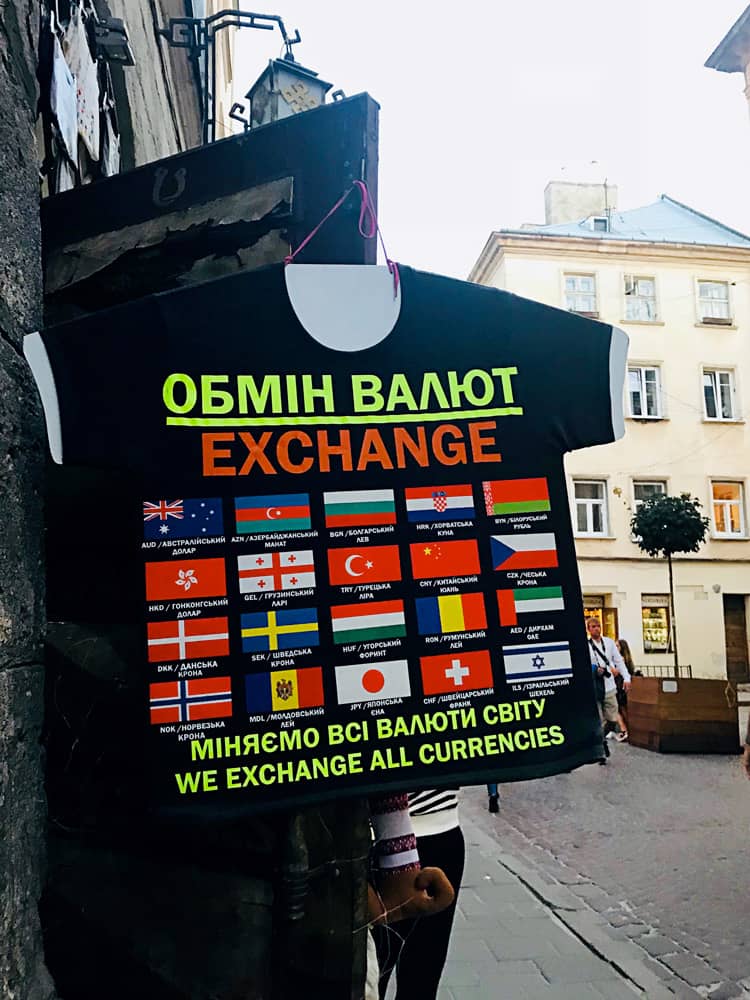 ОБМІН ВАЛЮТ
EXCHANGE
AUD /АВСТРАЛІЙСЬКИЙ ДОЛАР
AZN /АЗЕРБАЙДЖАНСЬКИЙ МАНАТ
BGN /БОЛГАРСЬКИЙ ЛЕВ
HRK /ХОРВАТСЬКА КУНА
BYN /БІЛОРУСЬКИЙ РУБЛЬ
HKD / ГОНКОНГСЬКИЙ ДОЛАР
GEL / ГРУЗИНСЬКИЙ ЛАРІ
TRY /ТУРЕЦЬКА ЛІРА
CNY /КИТАЙСЬКИЙ ЮАНЬ
CZK /ЧЕСЬКА КРОНА
DKK /ДАНСЬКА КРОНА
SEK / ШВЕДСЬКА КРОНА
HUF / УГОРСЬКИЙ ФОРИНТ
RON /РУМУНСЬКИЙ ЛЕЙ
AED / ДИРХАМ ОАЕ
NOK /НОРВЕЗЬКА КРОНА
MDL /МОЛДОВСЬКИЙ ЛЕЙ
JPY /ЯПОНСЬКА ЄНА
CHF /ШВЕЙЦАРСЬКИЙ ФРАНК
ILS /ІЗРАЇЛЬСЬКИЙ ШЕКЕЛЬ
МІНЯЄМО ВСІ ВАЛЮТИ СВІТУ
WE EXCHANGE ALL CURRENCIES